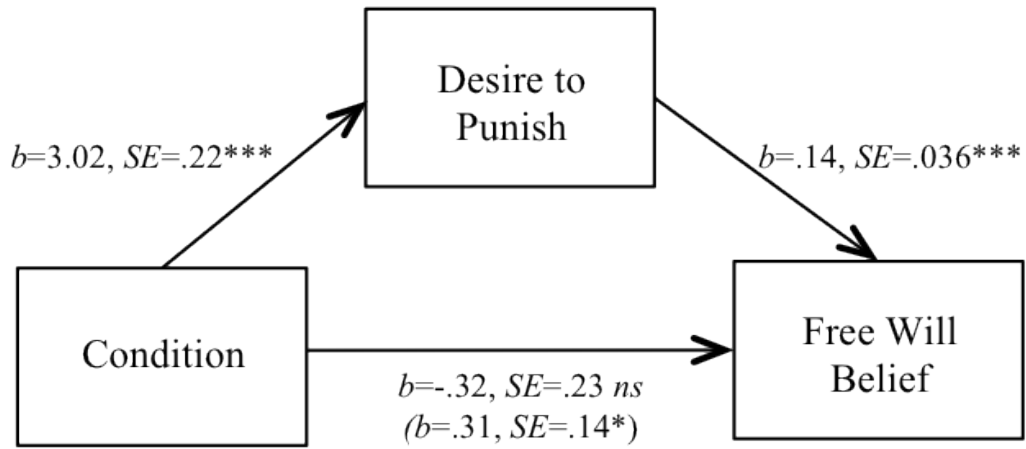 Desire to
Punish
b=3.02, SE=.22***
b=.14, SE=.036***
Condition
Free Will
Belief
b=-.32, SE=.23 ns
(b=.31, SE=.14*)